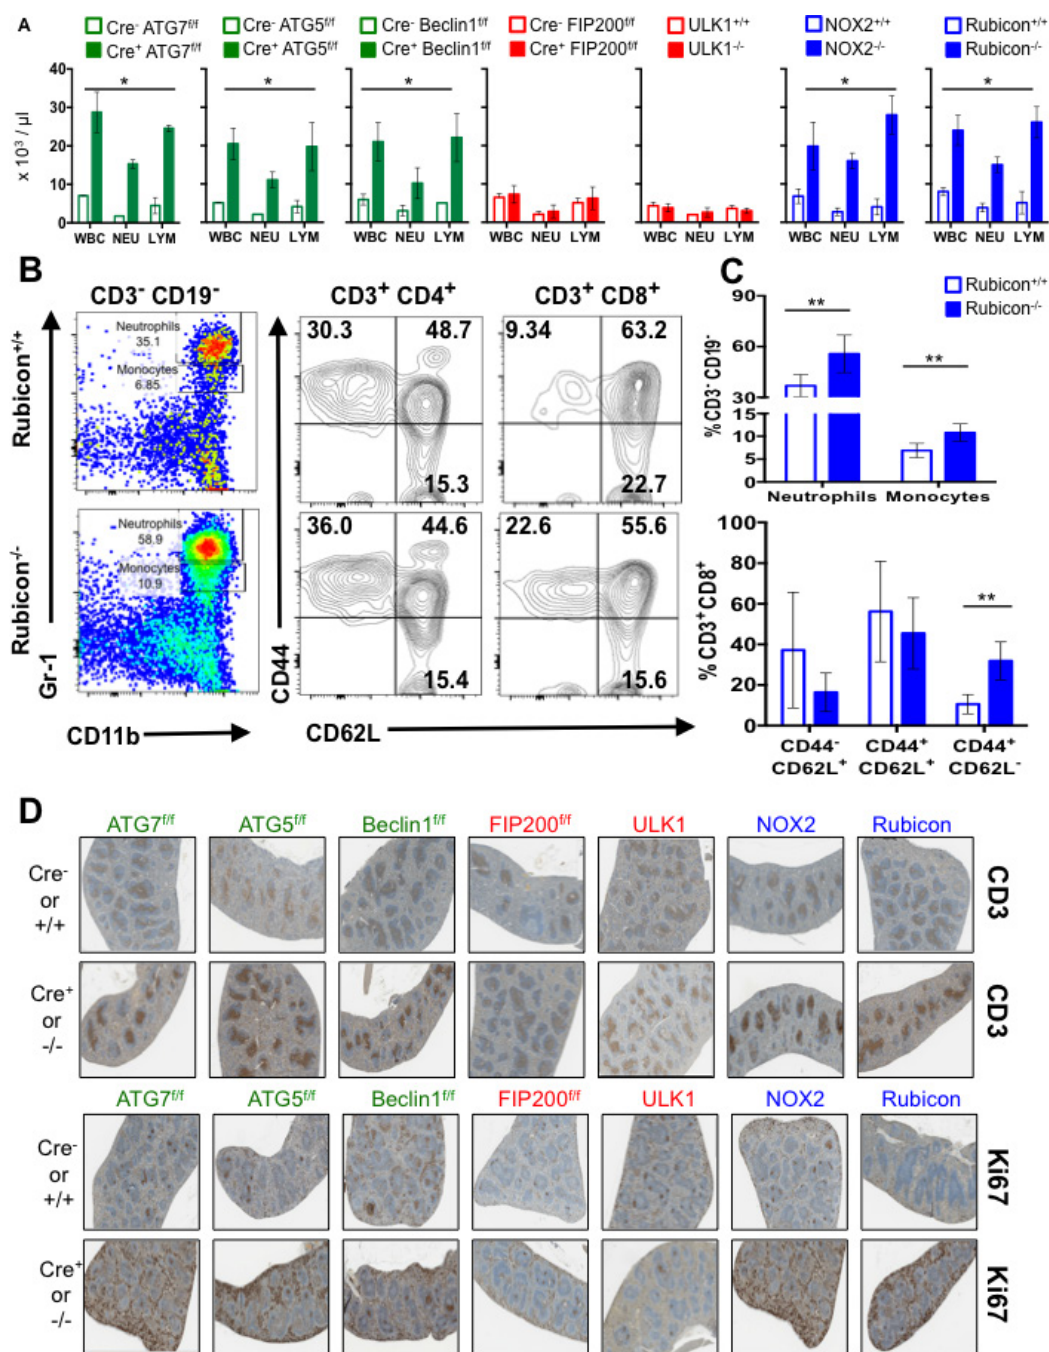 A
Cre⁻ ATG7f/f
Cre⁺ ATG7f/f
Cre⁻ ATG5f/f
Cre⁺ ATG5f/f
Cre⁻ Beclin1f/f
Cre⁺ Beclin1f/f
Cre⁻ FIP200f/f
Cre⁺ FIP200f/f
ULK1+/+
ULK1-/-
NOX2+/+
NOX2-/-
Rubicon+/+
Rubicon-/-
x 10³ / µl
40
30
20
10
0
* * * * *
WBC NEU LYM WBC NEU LYM WBC NEU LYM WBC NEU LYM WBC NEU LYM WBC NEU LYM WBC NEU LYM
B
CD3⁻ CD19⁻
CD3⁺ CD4⁺
CD3⁺ CD8⁺
Rubicon+/+
Neutrophils
35.1
Monocytes
6.85
30.3 48.7
15.3
9.34 63.2
22.7
Rubicon-/-
Neutrophils
58.9
Monocytes
10.9
36.0 44.6
15.4
22.6 55.6
15.6
Gr-1
CD11b
CD44
CD62L
C
Rubicon+/+
Rubicon-/-
% CD3⁻ CD19⁻
90
60
30
15
10
5
0
**
**
Neutrophils Monocytes
% CD3⁺CD8⁺
100
80
60
40
20
0
**
CD44⁻ CD44⁺ CD44⁺
CD62L⁺ CD62L⁺ CD62L⁻
D
ATG7f/f ATG5f/f Beclin1f/f FIP200f/f ULK1 NOX2 Rubicon
Cre⁻
or
+/+
CD3
Cre⁺
or
-/-
CD3
ATG7f/f ATG5f/f Beclin1f/f FIP200f/f ULK1 NOX2 Rubicon
Cre⁻
or
+/+
Ki67
Cre⁺
or
-/-
Ki67